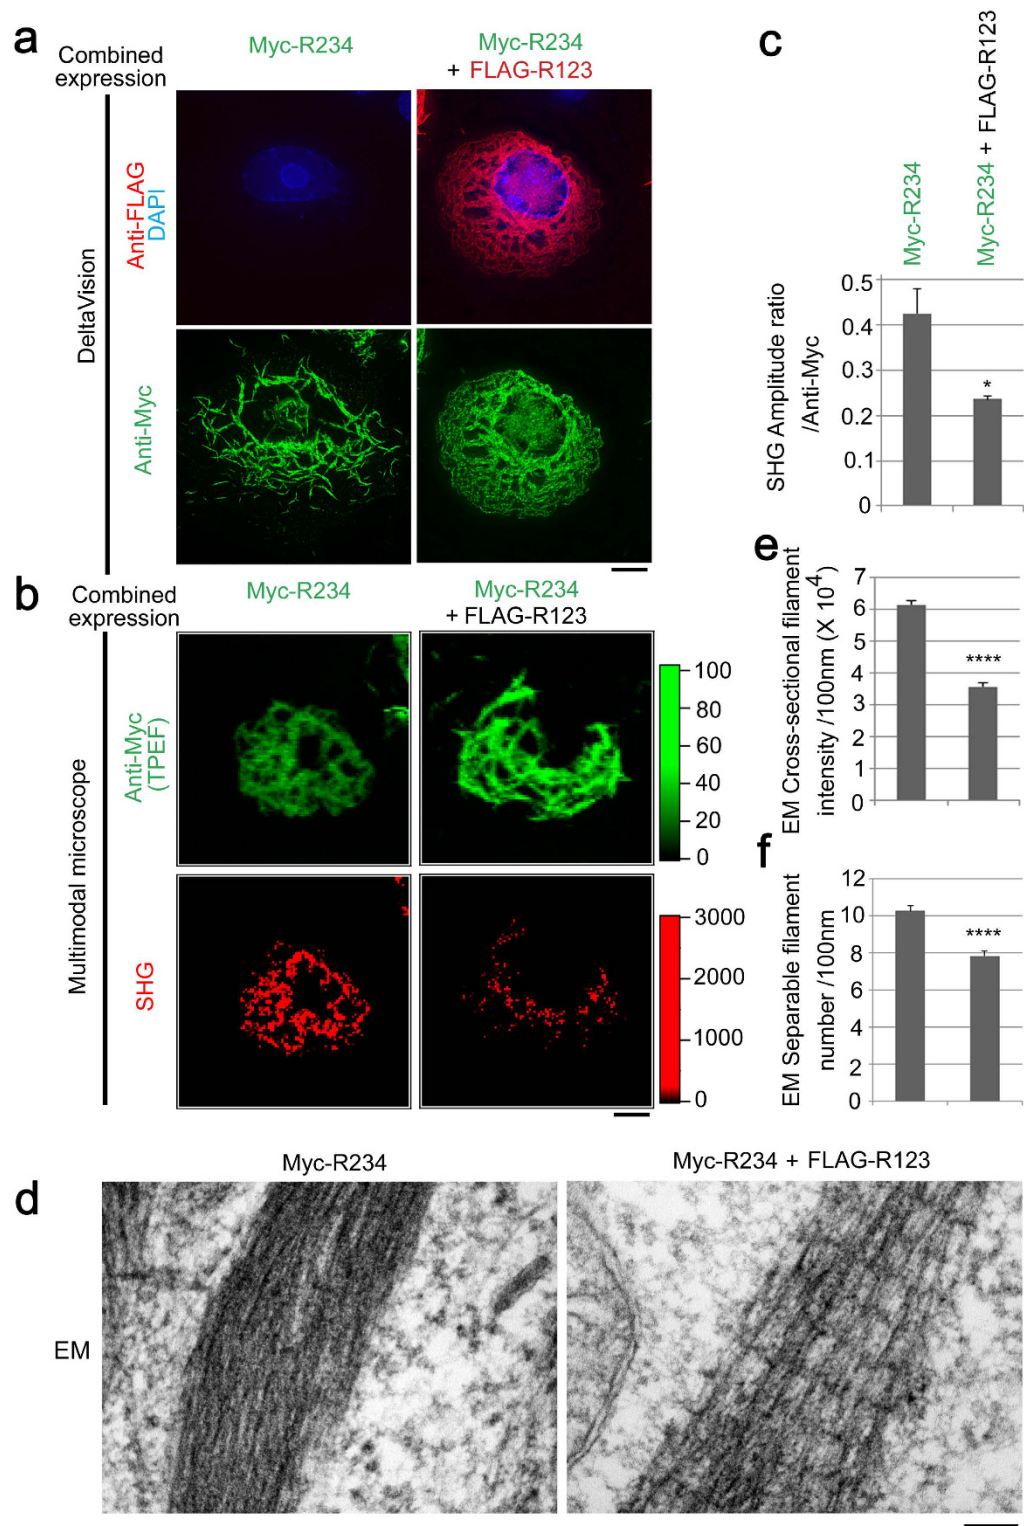 a
Combined
expression
Myc-R234
Myc-R234
+ FLAG-R123
DeltaVision
Anti-FLAG
DAPI
Anti-Myc
b
Combined
expression
Myc-R234
Myc-R234
+ FLAG-R123
Multimodal microscope
Anti-Myc
(TPEF)
100
80
60
40
20
0
SHG
3000
2000
1000
0
c
Myc-R234
Myc-R234 + FLAG-R123
SHG Amplitude ratio
/Anti-Myc
0.5
0.4
0.3
0.2
0.1
0
*
e
EM Cross-sectional filament
intensity /100nm (X 10⁴)
7
6
5
4
3
2
1
0
****
f
EM Separable filament
number /100nm
12
10
8
6
4
2
0
****
d
Myc-R234
Myc-R234 + FLAG-R123
EM